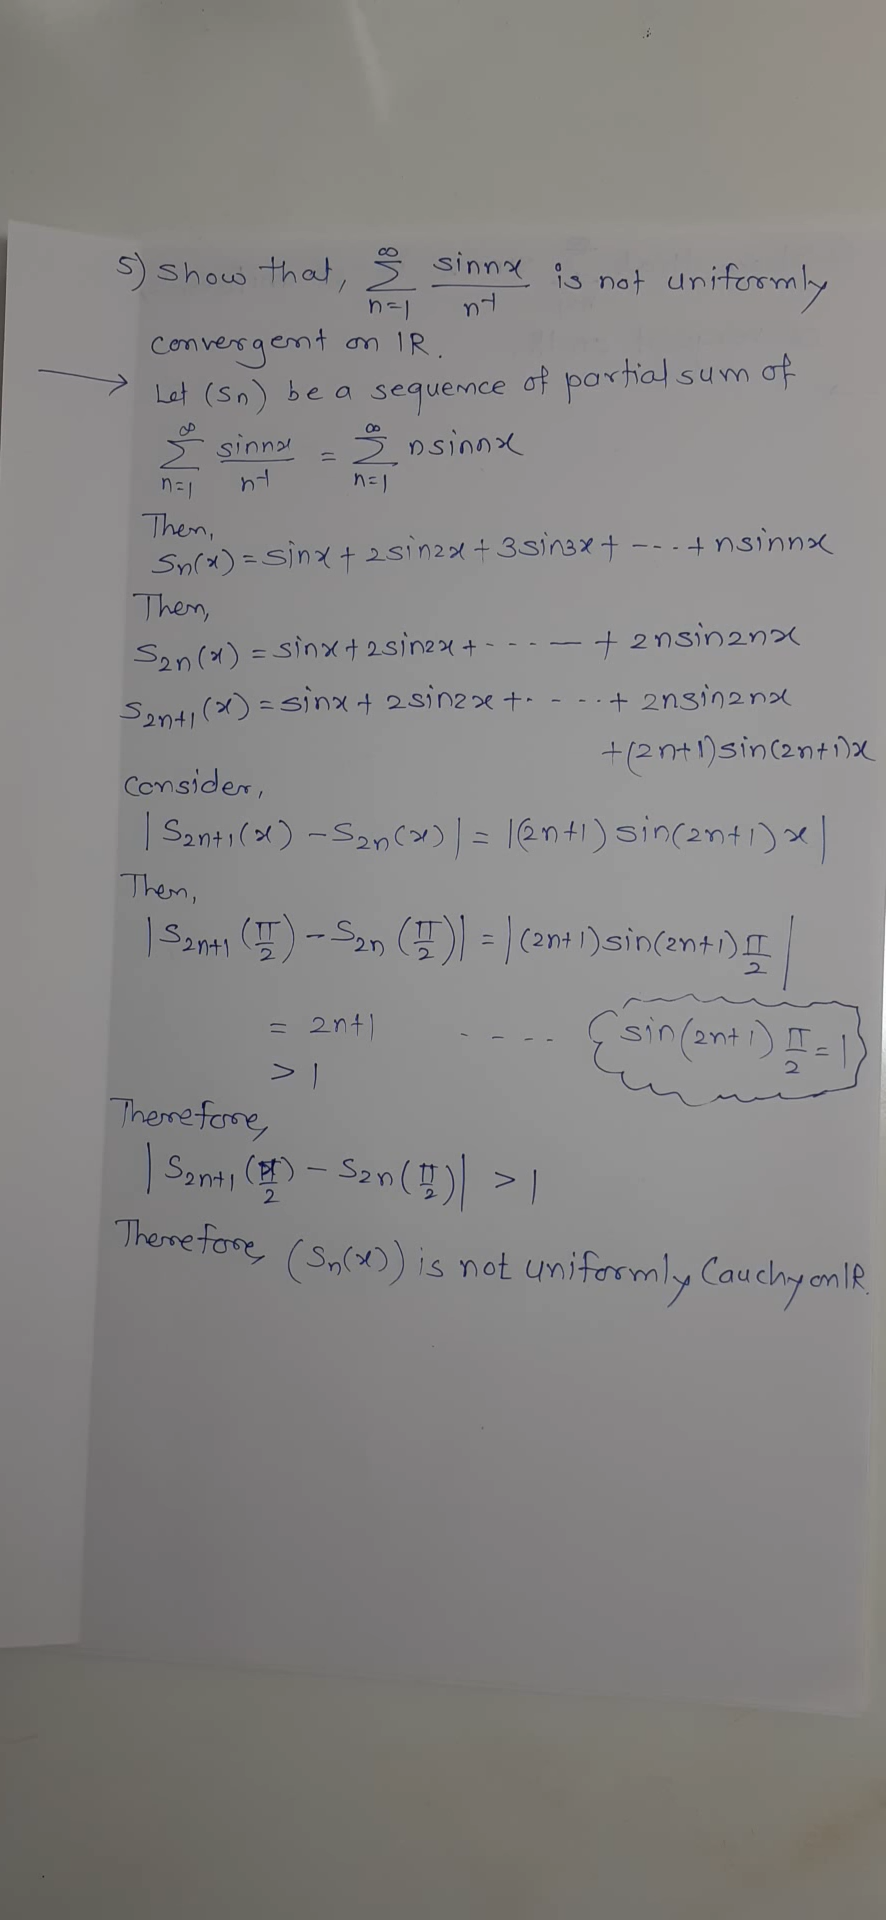 5) Show that, ∞∑n=1 sinnx/n⁻¹ is not uniformly
convergent on IR.
→ Let (Sn) be a sequence of partial sum of
∞∑n=1 sinnx/n⁻¹ = ∞∑n=1 nsinnx
Then,
Sn(x) = sinx + 2sin2x + 3sin3x + ---. + nsinnx
Then,
S2n(x) = sinx + 2sin2x + - - - — + 2nsin2nx
S2n+1(x) = sinx + 2sin2x + - - - .. + 2nsin2nx
+(2n+1)sin(2n+1)x
Consider,
|S2n+1(x) - S2n(x)| = |(2n+1) sin(2n+1)x|
Then,
|S2n+1(π/2) - S2n(π/2)| = |(2n+1)sin(2n+1)π/2|
= 2n+1 - - - - {sin(2n+1)π/2 = 1}
> 1
Therefore,
|S2n+1(π/2) - S2n(π/2)| > 1
Therefore, (Sn(x)) is not uniformly Cauchy on IR.